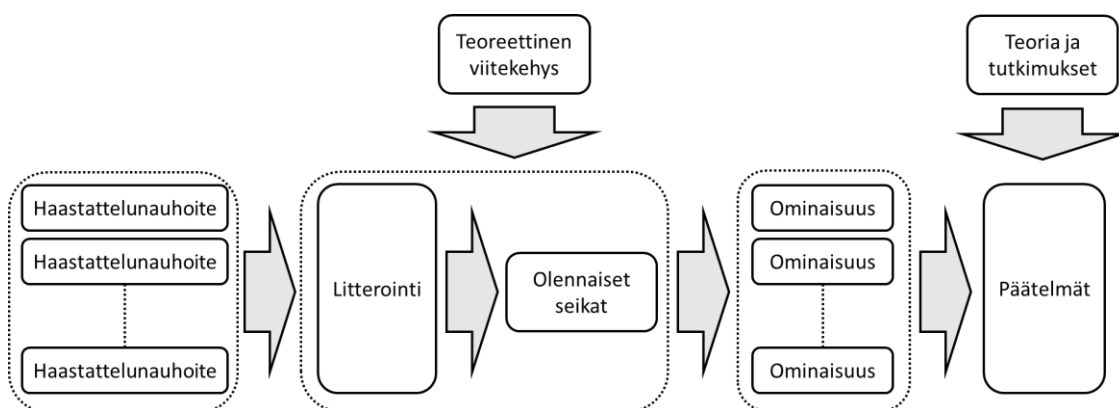 Teoreettinen
viitekehys
Teoria ja
tutkimukset
Haastattelunauhoite
Haastattelunauhoite
Haastattelunauhoite
Litterointi
Olennaiset
seikat
Ominaisuus
Ominaisuus
Ominaisuus
Päätelmät